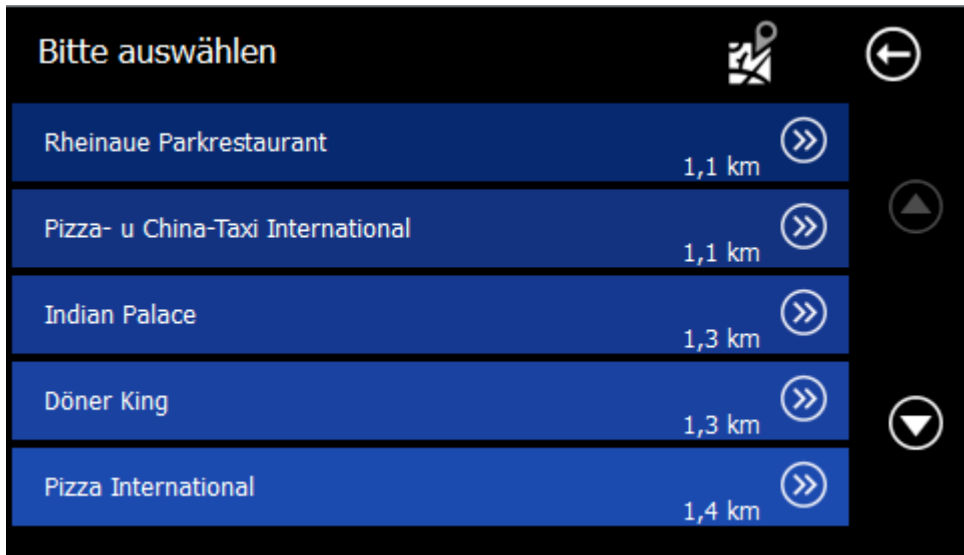 Bitte auswählen
Rheinaue Parkrestaurant
1,1 km
Pizza- u China-Taxi International
1,1 km
Indian Palace
1,3 km
Döner King
1,3 km
Pizza International
1,4 km